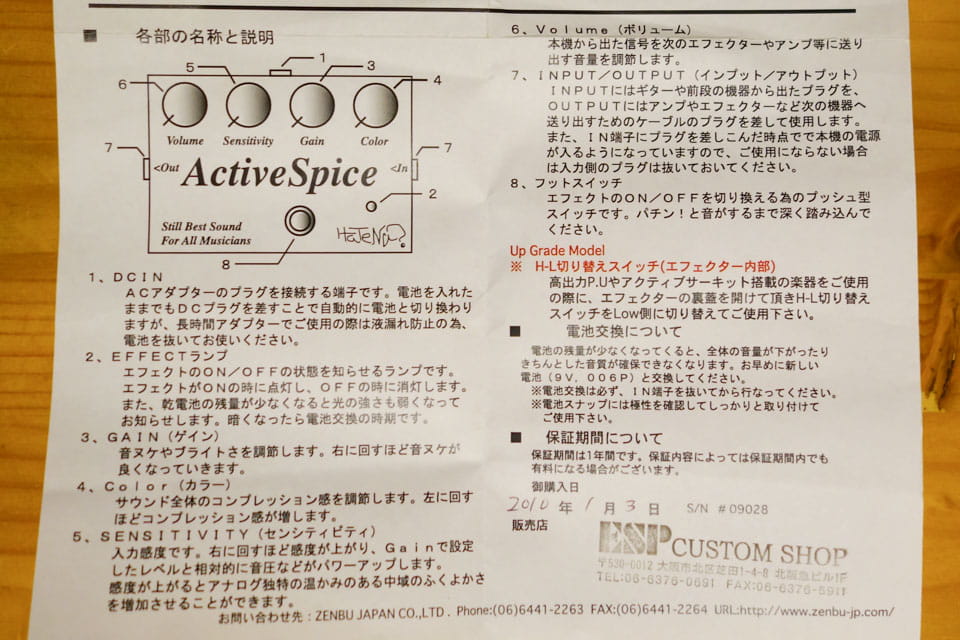 ■ 各部の名称と説明
1
5
3
6
4
Volume Sensitivity Gain Color
7
7
<Out ActiveSpice <In
2
Still Best Sound
For All Musicians
HaTeNa?
8
1、DCIN
ACアダプターのプラグを接続する端子です。電池を入れた
ままでもDCプラグを差すことで自動的に電池と切り換わり
ますが、長時間アダプターでご使用の際は液漏れ防止の為、
電池を抜いてお使いください。
2、EFFECTランプ
エフェクトのON／OFFの状態を知らせるランプです。
エフェクトがONの時に点灯し、OFFの時に消灯します。
また、乾電池の残量が少なくなると光の強さも弱くなって
お知らせします。暗くなったら電池交換の時期です。
3、GAIN（ゲイン）
音ヌケやブライトさを調節します。右に回すほど音ヌケが
良くなっていきます。
4、Color（カラー）
サウンド全体のコンプレッション感を調節します。左に回す
ほどコンプレッション感が増します。
5、SENSITIVITY（センシティビティ）
入力感度です。右に回すほど感度が上がり、Gainで設定
したレベルと相対的に音圧などがパワーアップします。
感度が上がるとアナログ独特の温かみのある中域のふくよかさ
を増加させることができます。
6、Volume（ボリューム）
本機から出た信号を次のエフェクターやアンプ等に送り
出す音量を調節します。
7、INPUT／OUTPUT（インプット／アウトプット）
INPUTにはギターや前段の機器から出たプラグを、
OUTPUTにはアンプやエフェクターなど次の機器へ
送り出すためのケーブルのプラグを差して使用します。
また、IN端子にプラグを差しこんだ時点でで本機の電源
が入るようになっていますので、ご使用にならない場合
は入力側のプラグは抜いておいてください。
8、フットスイッチ
エフェクトのON／OFFを切り換える為のプッシュ型
スイッチです。パチン！と音がするまで深く踏み込んで
ください。
Up Grade Model
※ H-L切り替えスイッチ(エフェクター内部)
高出力P.Uやアクティブサーキット搭載の楽器をご使用
の際に、エフェクターの裏蓋を開けて頂きH-L切り替え
スイッチをLow側に切り替えてご使用下さい。
■ 電池交換について
電池の残量が少なくなってくると、全体の音量が下がったり
きちんとした音質が確保できなくなります。お早めに新しい
電池（9V，006P）と交換してください。
※電池交換は必ず、IN端子を抜いてから行なってください。
※電池スナップには極性を確認してしっかりと取り付けて
ご使用下さい。
■ 保証期間について
保証期間は1年間です。保証内容によっては保証期間内でも
有料になる場合がございます。
御購入日
2010 年 1 月 3 日 S/N #09028
販売店
ESP CUSTOM SHOP
〒530-0012 大阪市北区芝田1-4-8 北阪急ビル1F
TEL:06-6376-0691 FAX:06-6376-6911
お問い合わせ先：ZENBU JAPAN CO.,LTD. Phone:(06)6441-2263 FAX:(06)6441-2264 URL:http://www.zenbu-jp.com/